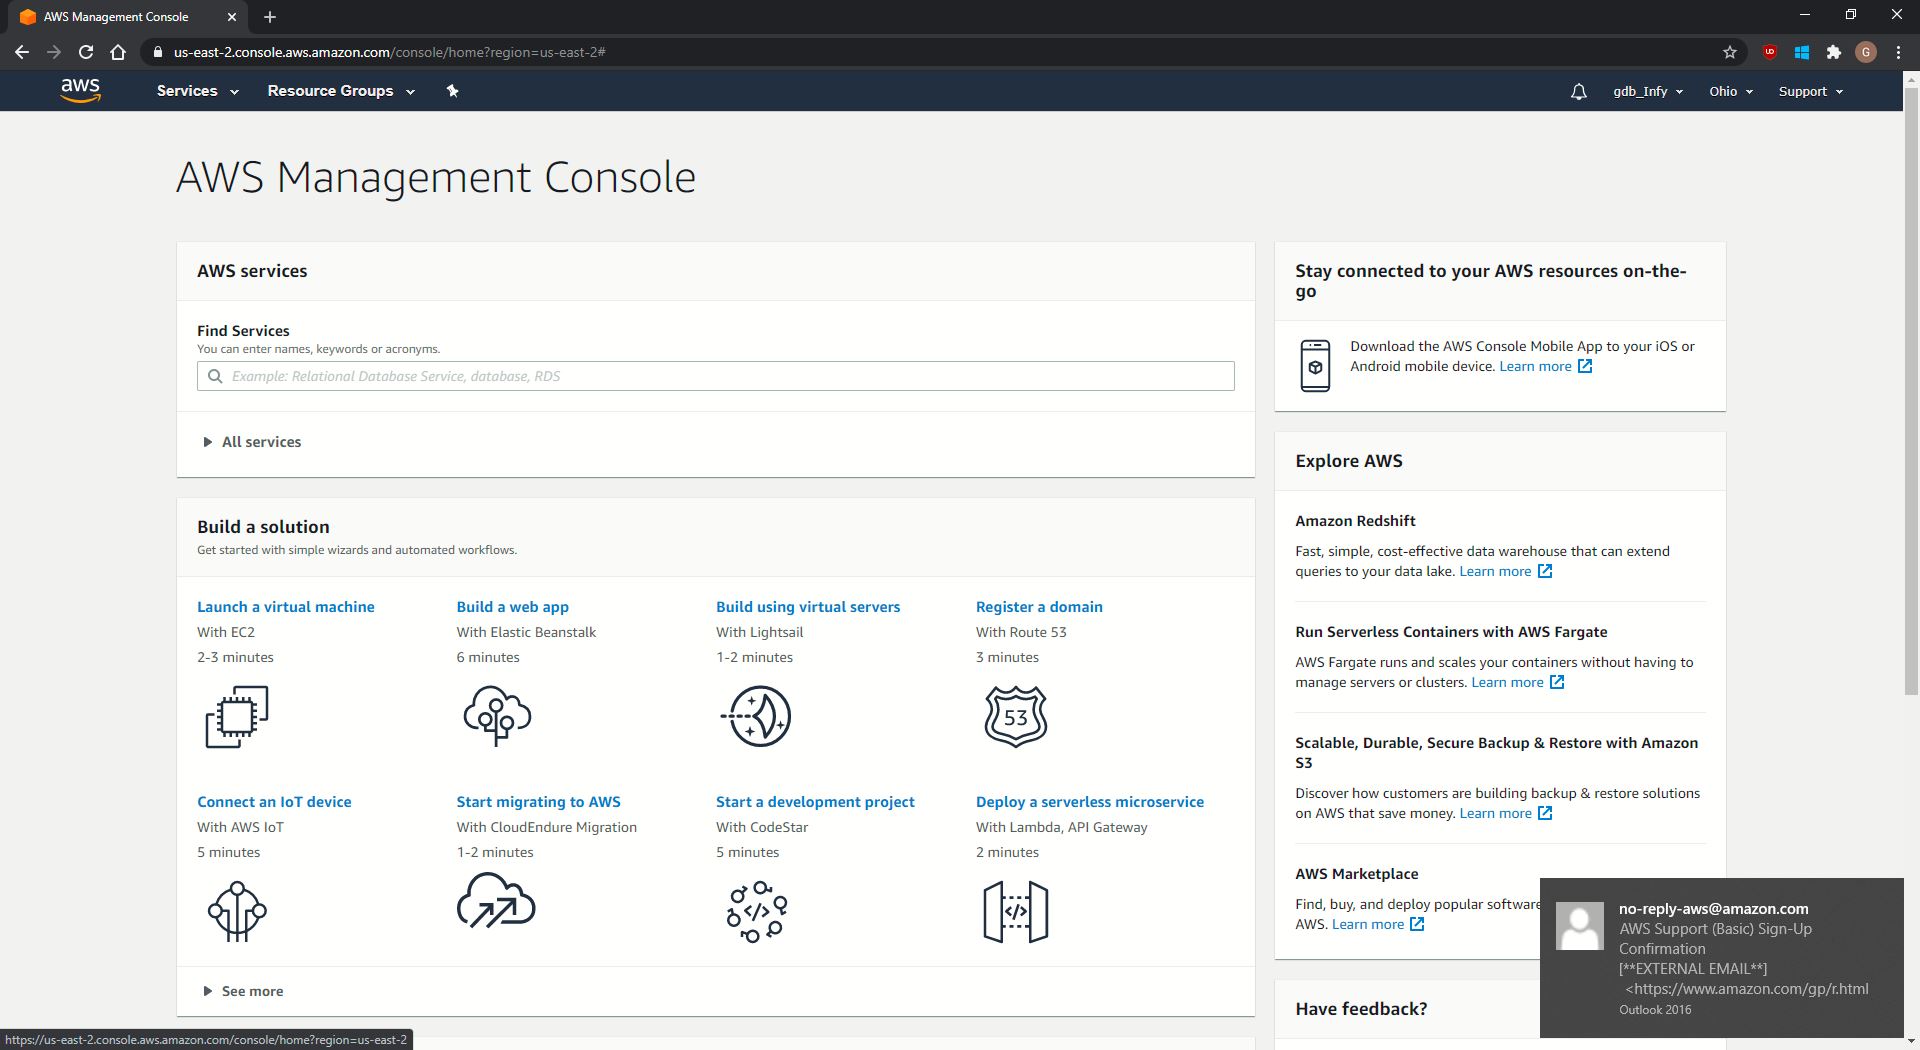 AWS Management Console
us-east-2.console.aws.amazon.com/console/home?region=us-east-2#
G
aws
Services
Resource Groups
gdb_Infy
Ohio
Support
AWS Management Console
AWS services
Find Services
You can enter names, keywords or acronyms.
Example: Relational Database Service, database, RDS
All services
Build a solution
Get started with simple wizards and automated workflows.
Launch a virtual machine
With EC2
2-3 minutes
Build a web app
With Elastic Beanstalk
6 minutes
Build using virtual servers
With Lightsail
1-2 minutes
Register a domain
With Route 53
3 minutes
53
Connect an IoT device
With AWS IoT
5 minutes
Start migrating to AWS
With CloudEndure Migration
1-2 minutes
Start a development project
With CodeStar
5 minutes
</>
Deploy a serverless microservice
With Lambda, API Gateway
2 minutes
</>
See more
Stay connected to your AWS resources on-the-
go
Download the AWS Console Mobile App to your iOS or
Android mobile device. Learn more
Explore AWS
Amazon Redshift
Fast, simple, cost-effective data warehouse that can extend
queries to your data lake. Learn more
Run Serverless Containers with AWS Fargate
AWS Fargate runs and scales your containers without having to
manage servers or clusters. Learn more
Scalable, Durable, Secure Backup & Restore with Amazon
S3
Discover how customers are building backup & restore solutions
on AWS that save money. Learn more
AWS Marketplace
Find, buy, and deploy popular software
AWS. Learn more
Have feedback?
no-reply-aws@amazon.com
AWS Support (Basic) Sign-Up
Confirmation
[**EXTERNAL EMAIL**]
<https://www.amazon.com/gp/r.html
Outlook 2016
https://us-east-2.console.aws.amazon.com/console/home?region=us-east-2